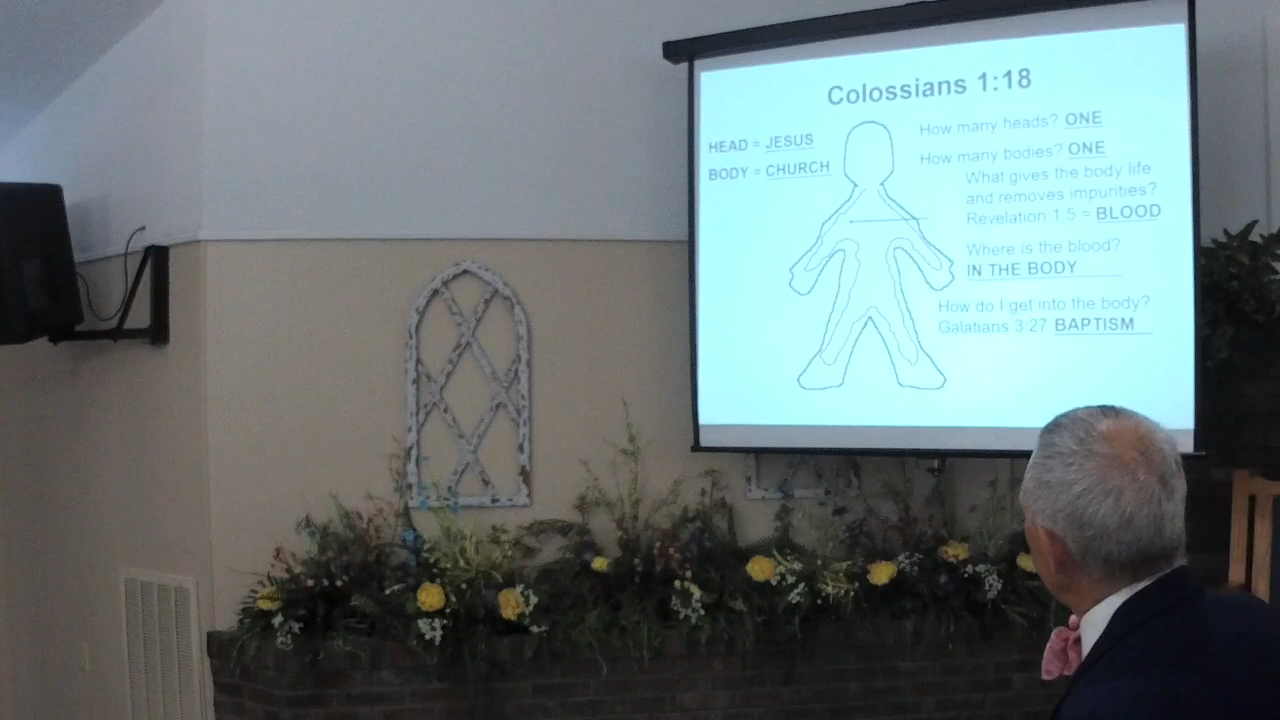 Colossians 1:18
HEAD = JESUS
BODY = CHURCH
How many heads? ONE
How many bodies? ONE
What gives the body life
and removes impurities?
Revelation 1:5 = BLOOD
Where is the blood?
IN THE BODY
How do I get into the body?
Galatians 3:27 BAPTISM